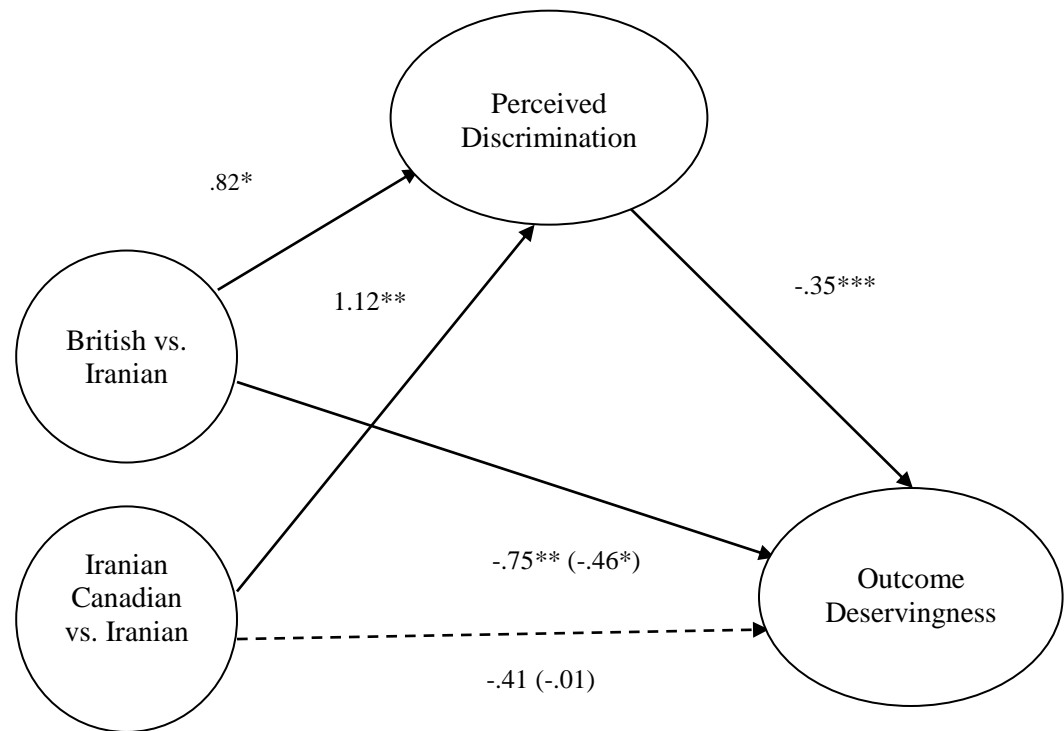 Perceived
Discrimination
.82*
1.12**
-.35***
British vs.
Iranian
Iranian
Canadian
vs. Iranian
-.75** (-.46*)
Outcome
Deservingness
-.41 (-.01)